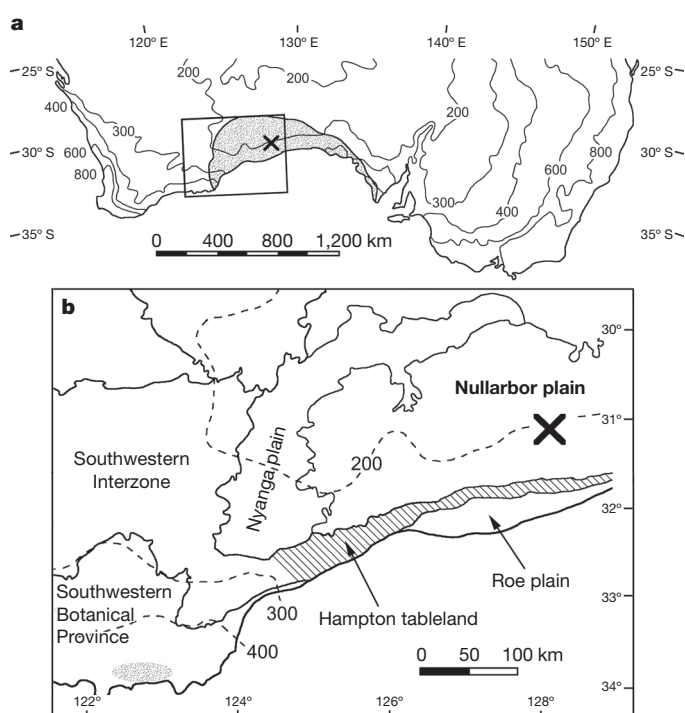 a
120° E
130° E
140° E
150° E
25° S
200
200
25° S
400
300
200
30° S
600
800
30° S
800
600
300
400
35° S
0 400 800 1,200 km
35° S
b
30°
Nullarbor plain
31°
Southwestern
Interzone
Nyanga plain
200
32°
Roe plain
Southwestern
Botanical
Province
300
Hampton tableland
33°
400
0 50 100 km
34°
122°
124°
126°
128°